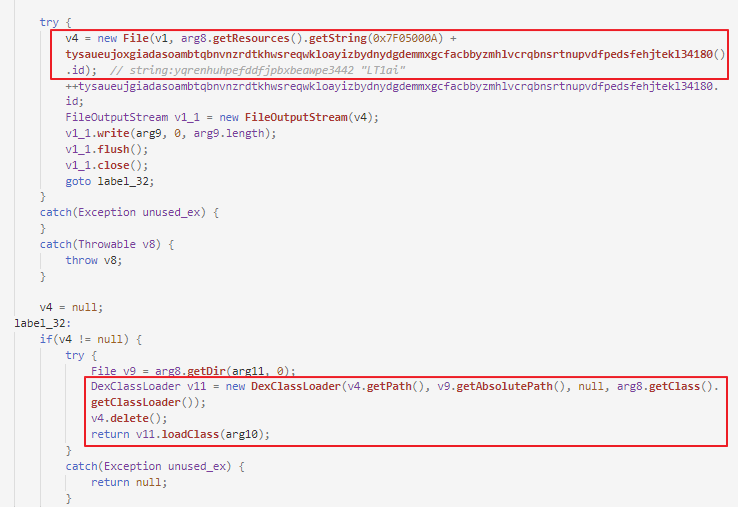 try {
v4 = new File(v1, arg8.getResources().getString(0x7F05000A) +
tysaueujoxgiadasoambtqbnvnzrdtkhwsreqwkloayizbydnydgdemmxgcfacbbyzmhlvcrqbnsrtnupvdfpedsfehjtekl34180()
.id);  // string:yqrenhuhpefddfjpbxbeawpe3442 "LT1ai"
++tysaueujgiadasoambtqbnvnzrdtkhwsreqwkloayizbydnydgdemmxgcfacbbyzmhlvcrqbnsrtnupvdfpedsfehjtekl34180.
id;
FileOutputStream v1_1 = new FileOutputStream(v4);
v1_1.write(arg9, 0, arg9.length);
v1_1.flush();
v1_1.close();
goto label_32;
}
catch(Exception unused_ex) {
}
catch(Throwable v8) {
throw v8;
}
v4 = null;
label_32:
if(v4 != null) {
try {
File v9 = arg8.getDir(arg11, 0);
DexClassLoader v11 = new DexClassLoader(v4.getPath(), v9.getAbsolutePath(), null, arg8.getClass().
getClassLoader());
v4.delete();
return v11.loadClass(arg10);
}
catch(Exception unused_ex) {
return null;
}